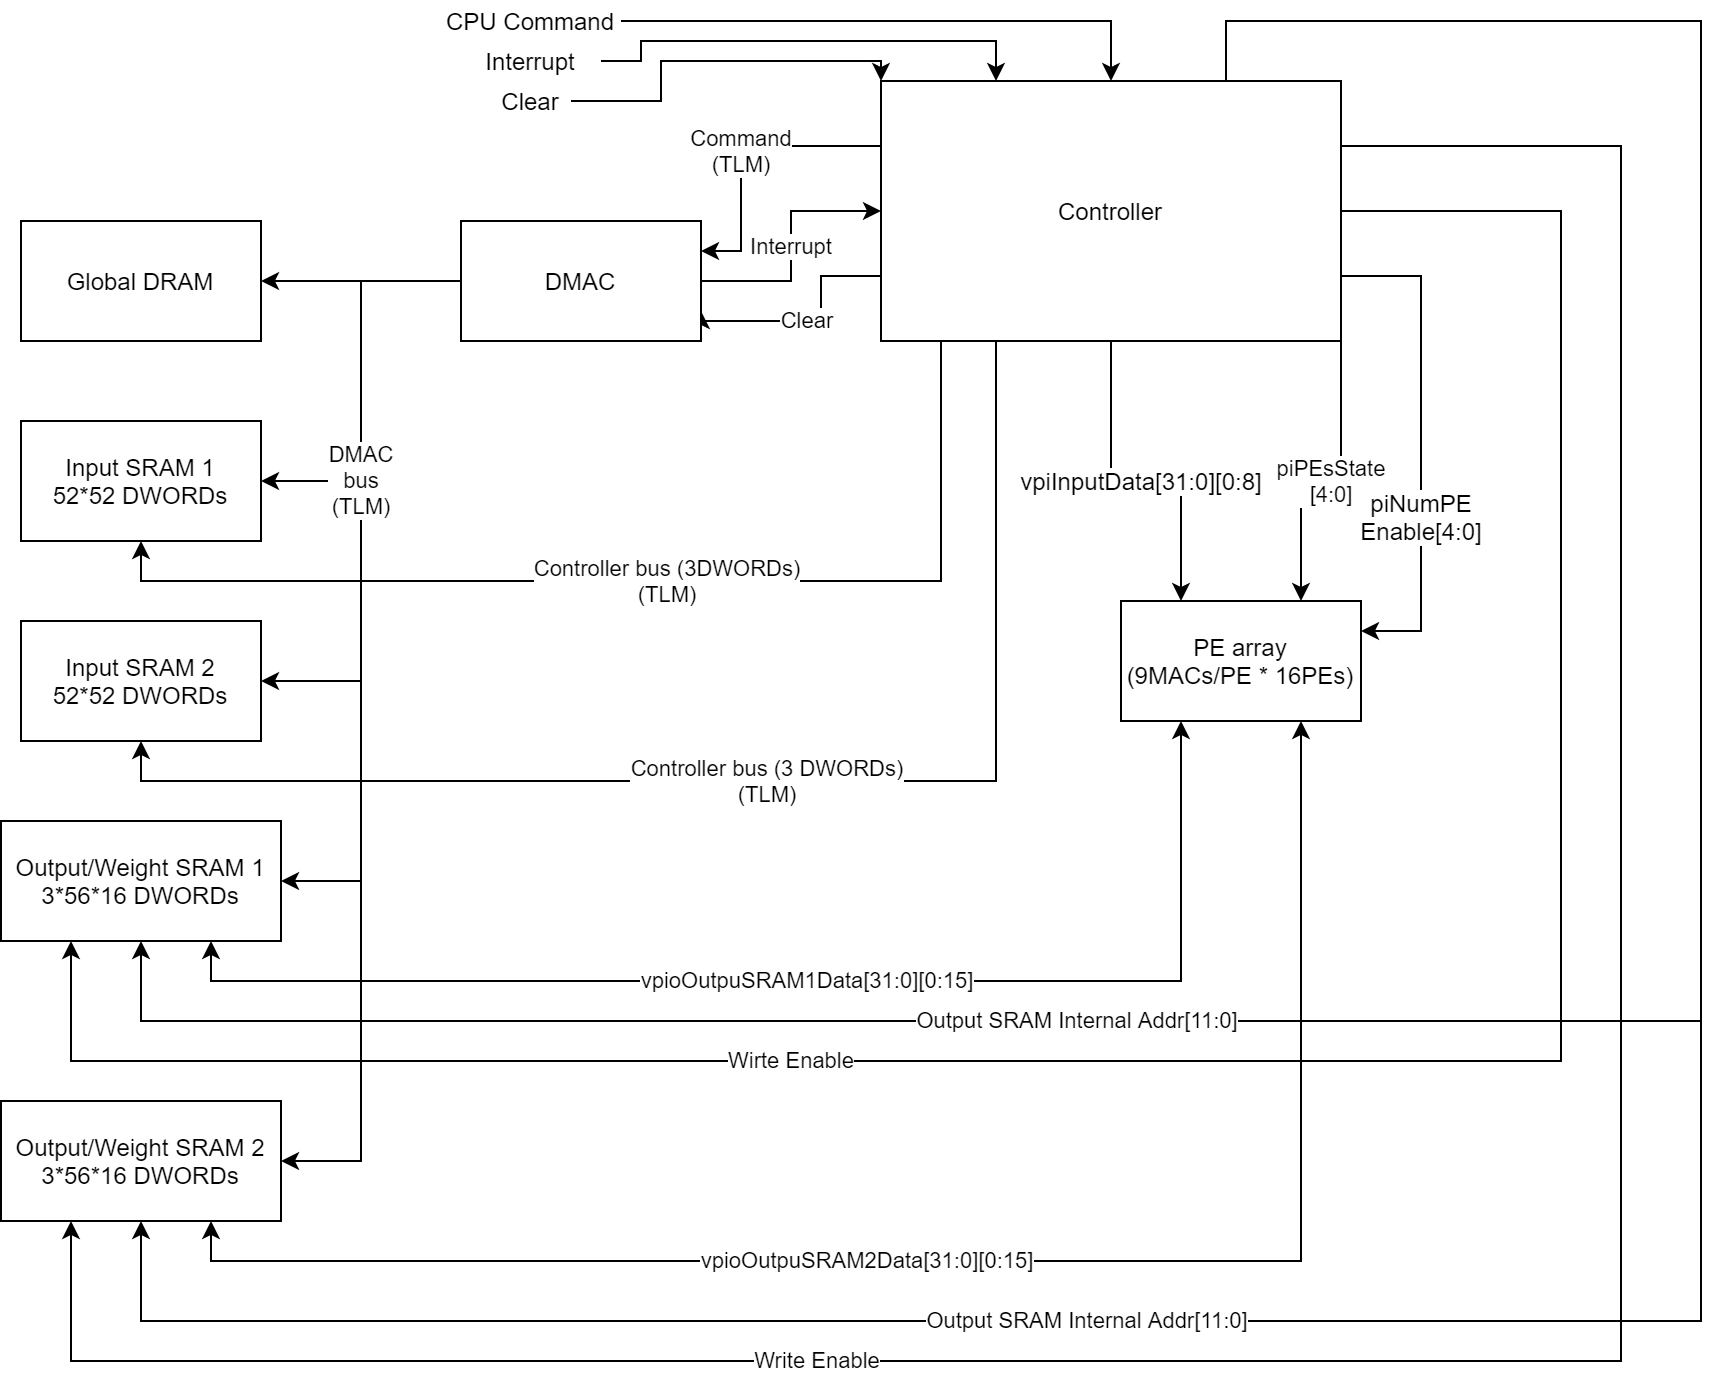 CPU Command
Interrupt
Clear
Command
(TLM)
Controller
Interrupt
Global DRAM
DMAC
Clear
Input SRAM 1
52*52 DWORDs
DMAC
bus
(TLM)
vpiInputData[31:0][0:8]
piPEsState
[4:0]
piNumPE
Enable[4:0]
Controller bus (3DWORDs)
(TLM)
Input SRAM 2
52*52 DWORDs
PE array
(9MACs/PE * 16PEs)
Controller bus (3 DWORDs)
(TLM)
Output/Weight SRAM 1
3*56*16 DWORDs
vpioOutpuSRAM1Data[31:0][0:15]
Output SRAM Internal Addr[11:0]
Wirte Enable
Output/Weight SRAM 2
3*56*16 DWORDs
vpioOutpuSRAM2Data[31:0][0:15]
Output SRAM Internal Addr[11:0]
Write Enable